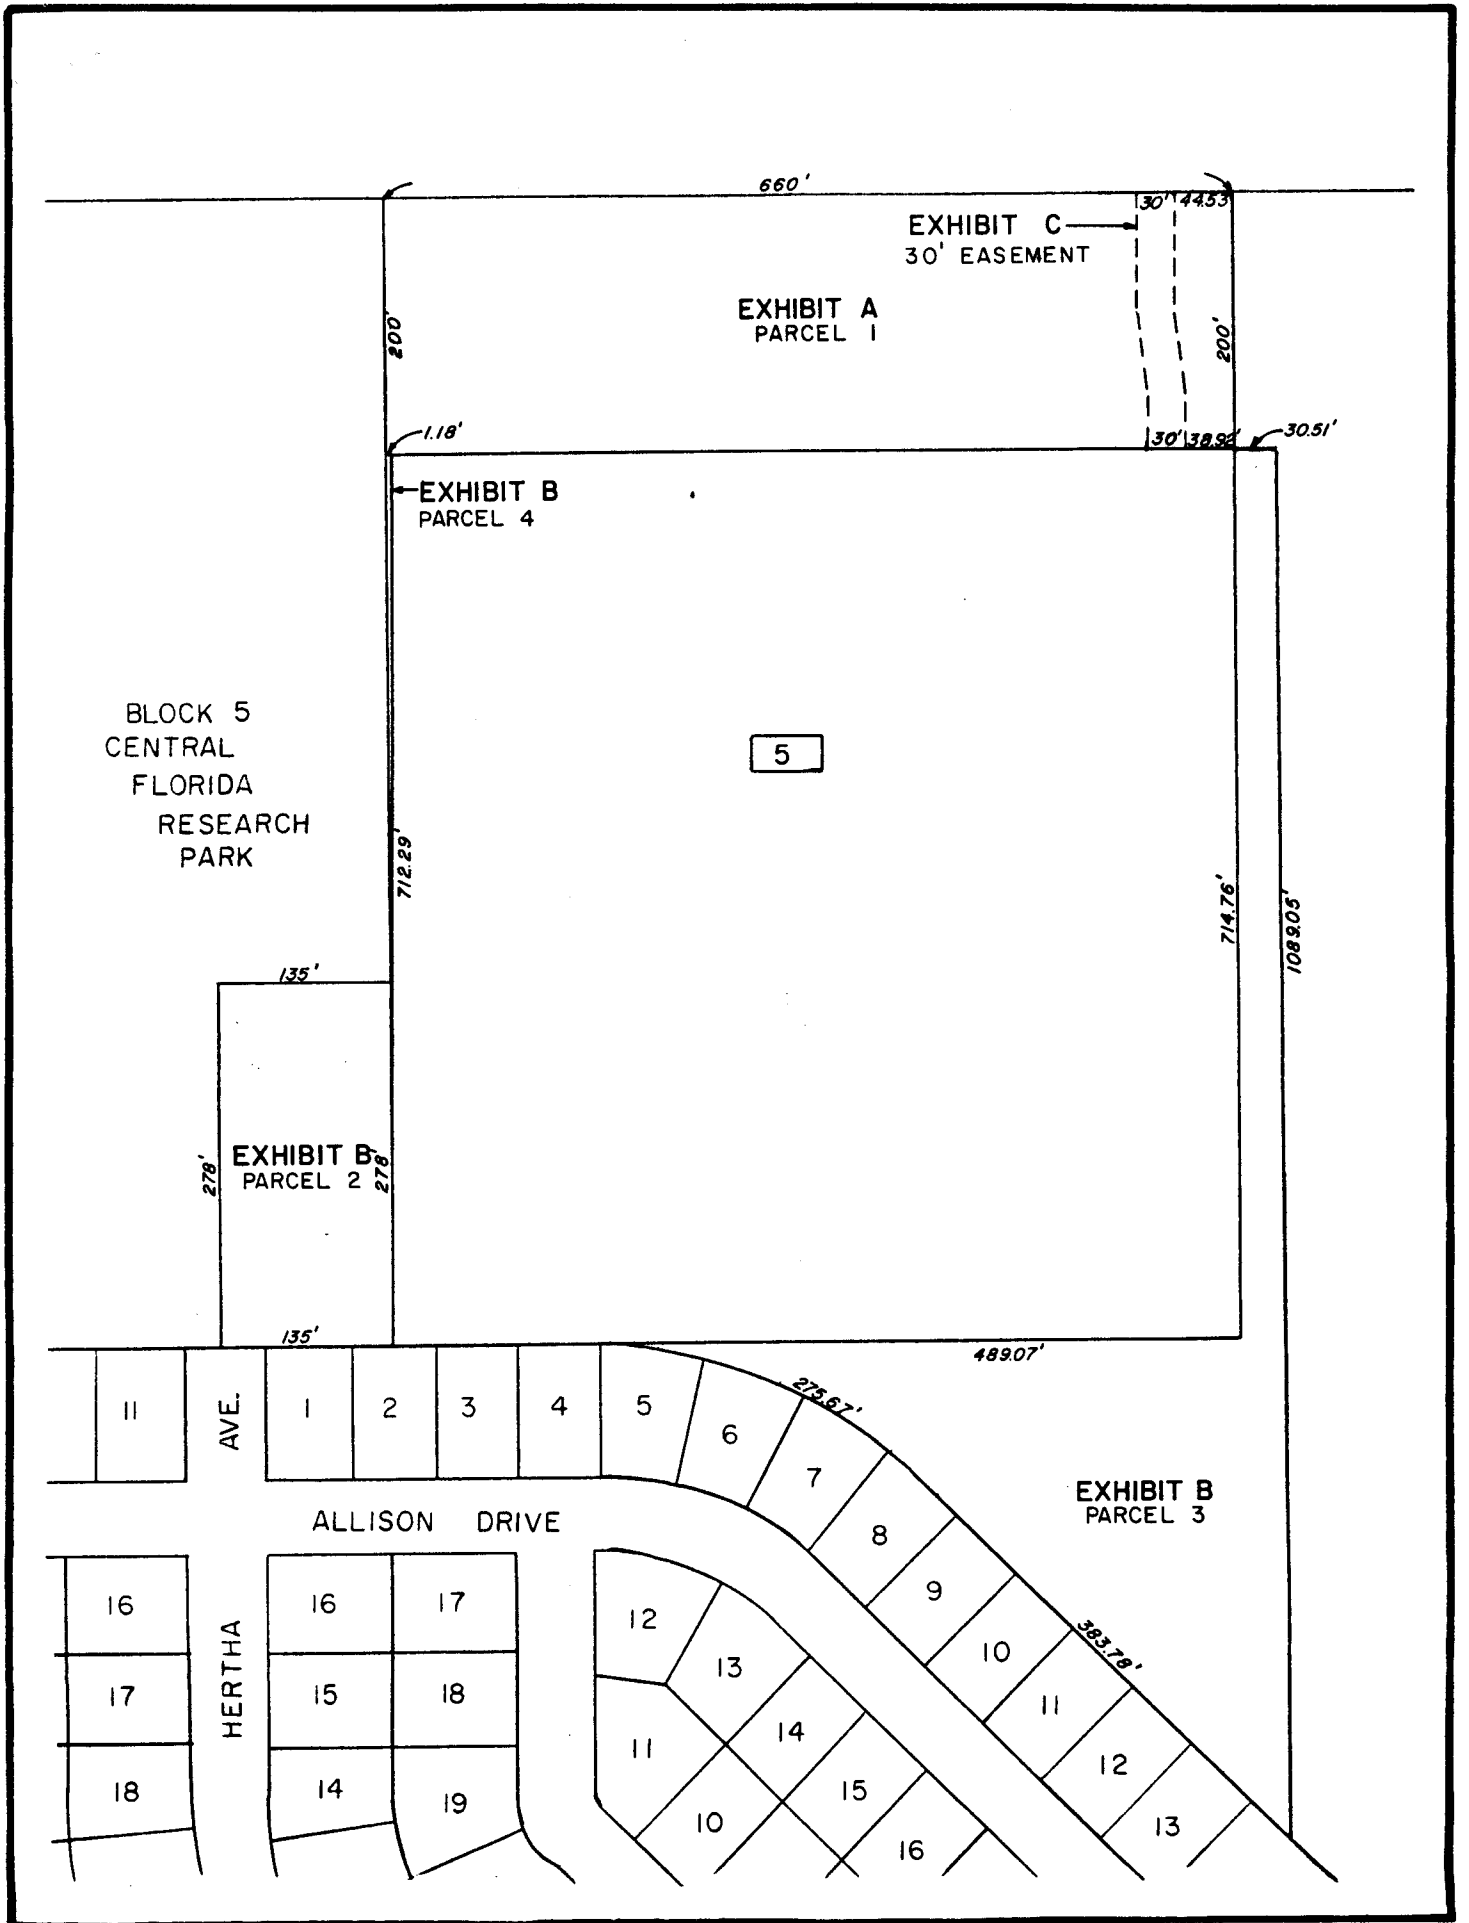 660'
30' 44.53'
EXHIBIT C
30' EASEMENT
EXHIBIT A
PARCEL 1
200'
200'
1.18'
30' 38.92'
30.51'
EXHIBIT B
PARCEL 4
BLOCK 5
CENTRAL
FLORIDA
RESEARCH
PARK
5
712.29'
714.76'
1089.05'
135'
278'
EXHIBIT B
PARCEL 2
278'
135'
489.07'
275.67'
11
AVE.
1
2
3
4
5
6
7
8
9
10
11
12
13
EXHIBIT B
PARCEL 3
383.78'
ALLISON DRIVE
HERTHA
16
17
18
16
17
15
18
14
19
12
13
11
14
10
15
16